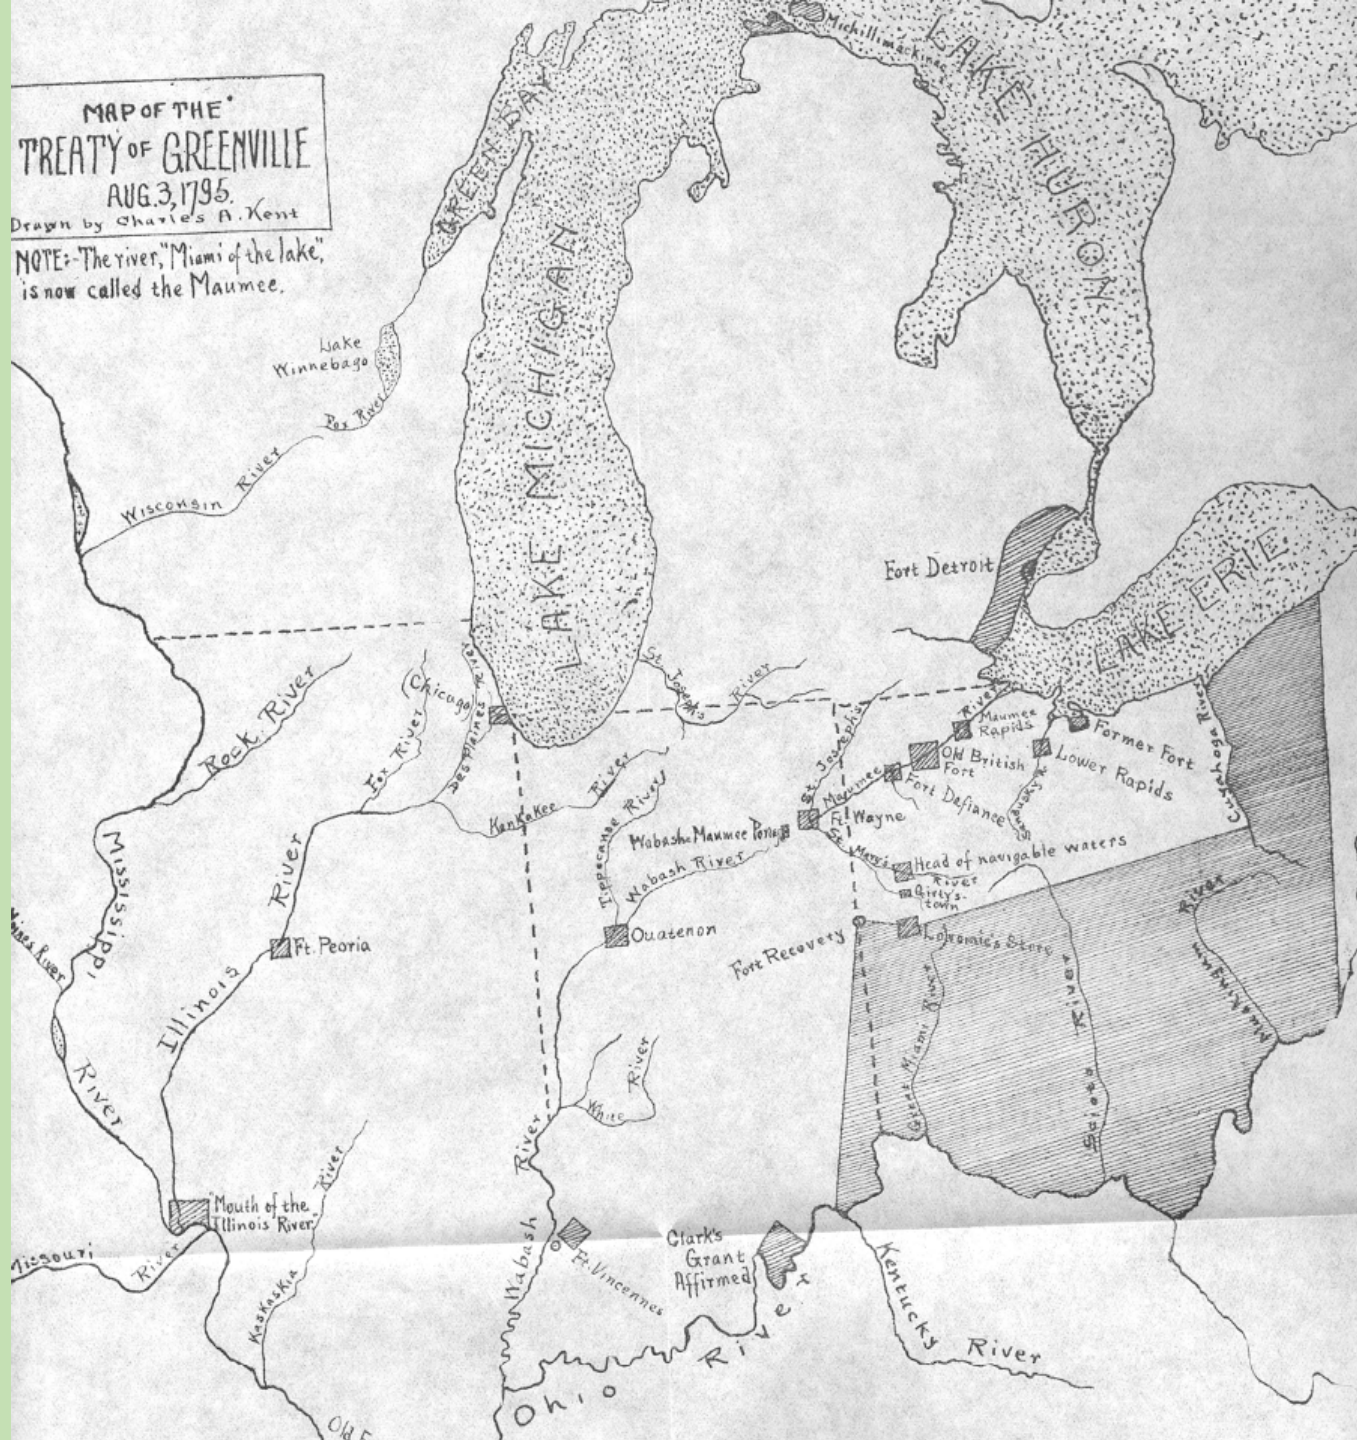 MAP OF THE
TREATY OF GREENVILLE
AUG. 3, 1795.
Drawn by Charles A. Kent
NOTE:-The river, "Miami of the lake",
is now called the Maumee.
Michillimackinac
LAKE HURON
GREEN BAY
LAKE MICHIGAN
Lake
Winnebago
Fox River
Wisconsin River
Fort Detroit
LAKE ERIE
Rock River
(Chicago)
Fox River
Des Plaines
St. Joseph's River
St. Joseph's
River
Maumee
Rapids
Former Fort
Cuyahoga River
Old British
Fort
Lower Rapids
Maumee
Fort Defiance
Sandusky R.
Kankakee River
Tippecanoe River
Wabash-Maumee
Ft. Wayne
Wabash River
St. Mary's
River
Head of navigable waters
Girty's-
town
Mississippi
River
Illinois River
Ft. Peoria
Ouatenon
Fort Recovery
Loromie's Store
Great Miami River
Scioto River
Muskingum River
White River
Mouth of the
Illinois River.
Missouri
River
Kaskaskia River
Wabash River
Ft. Vincennes
Clark's
Grant
Affirmed
Kentucky River
Ohio River
Old F